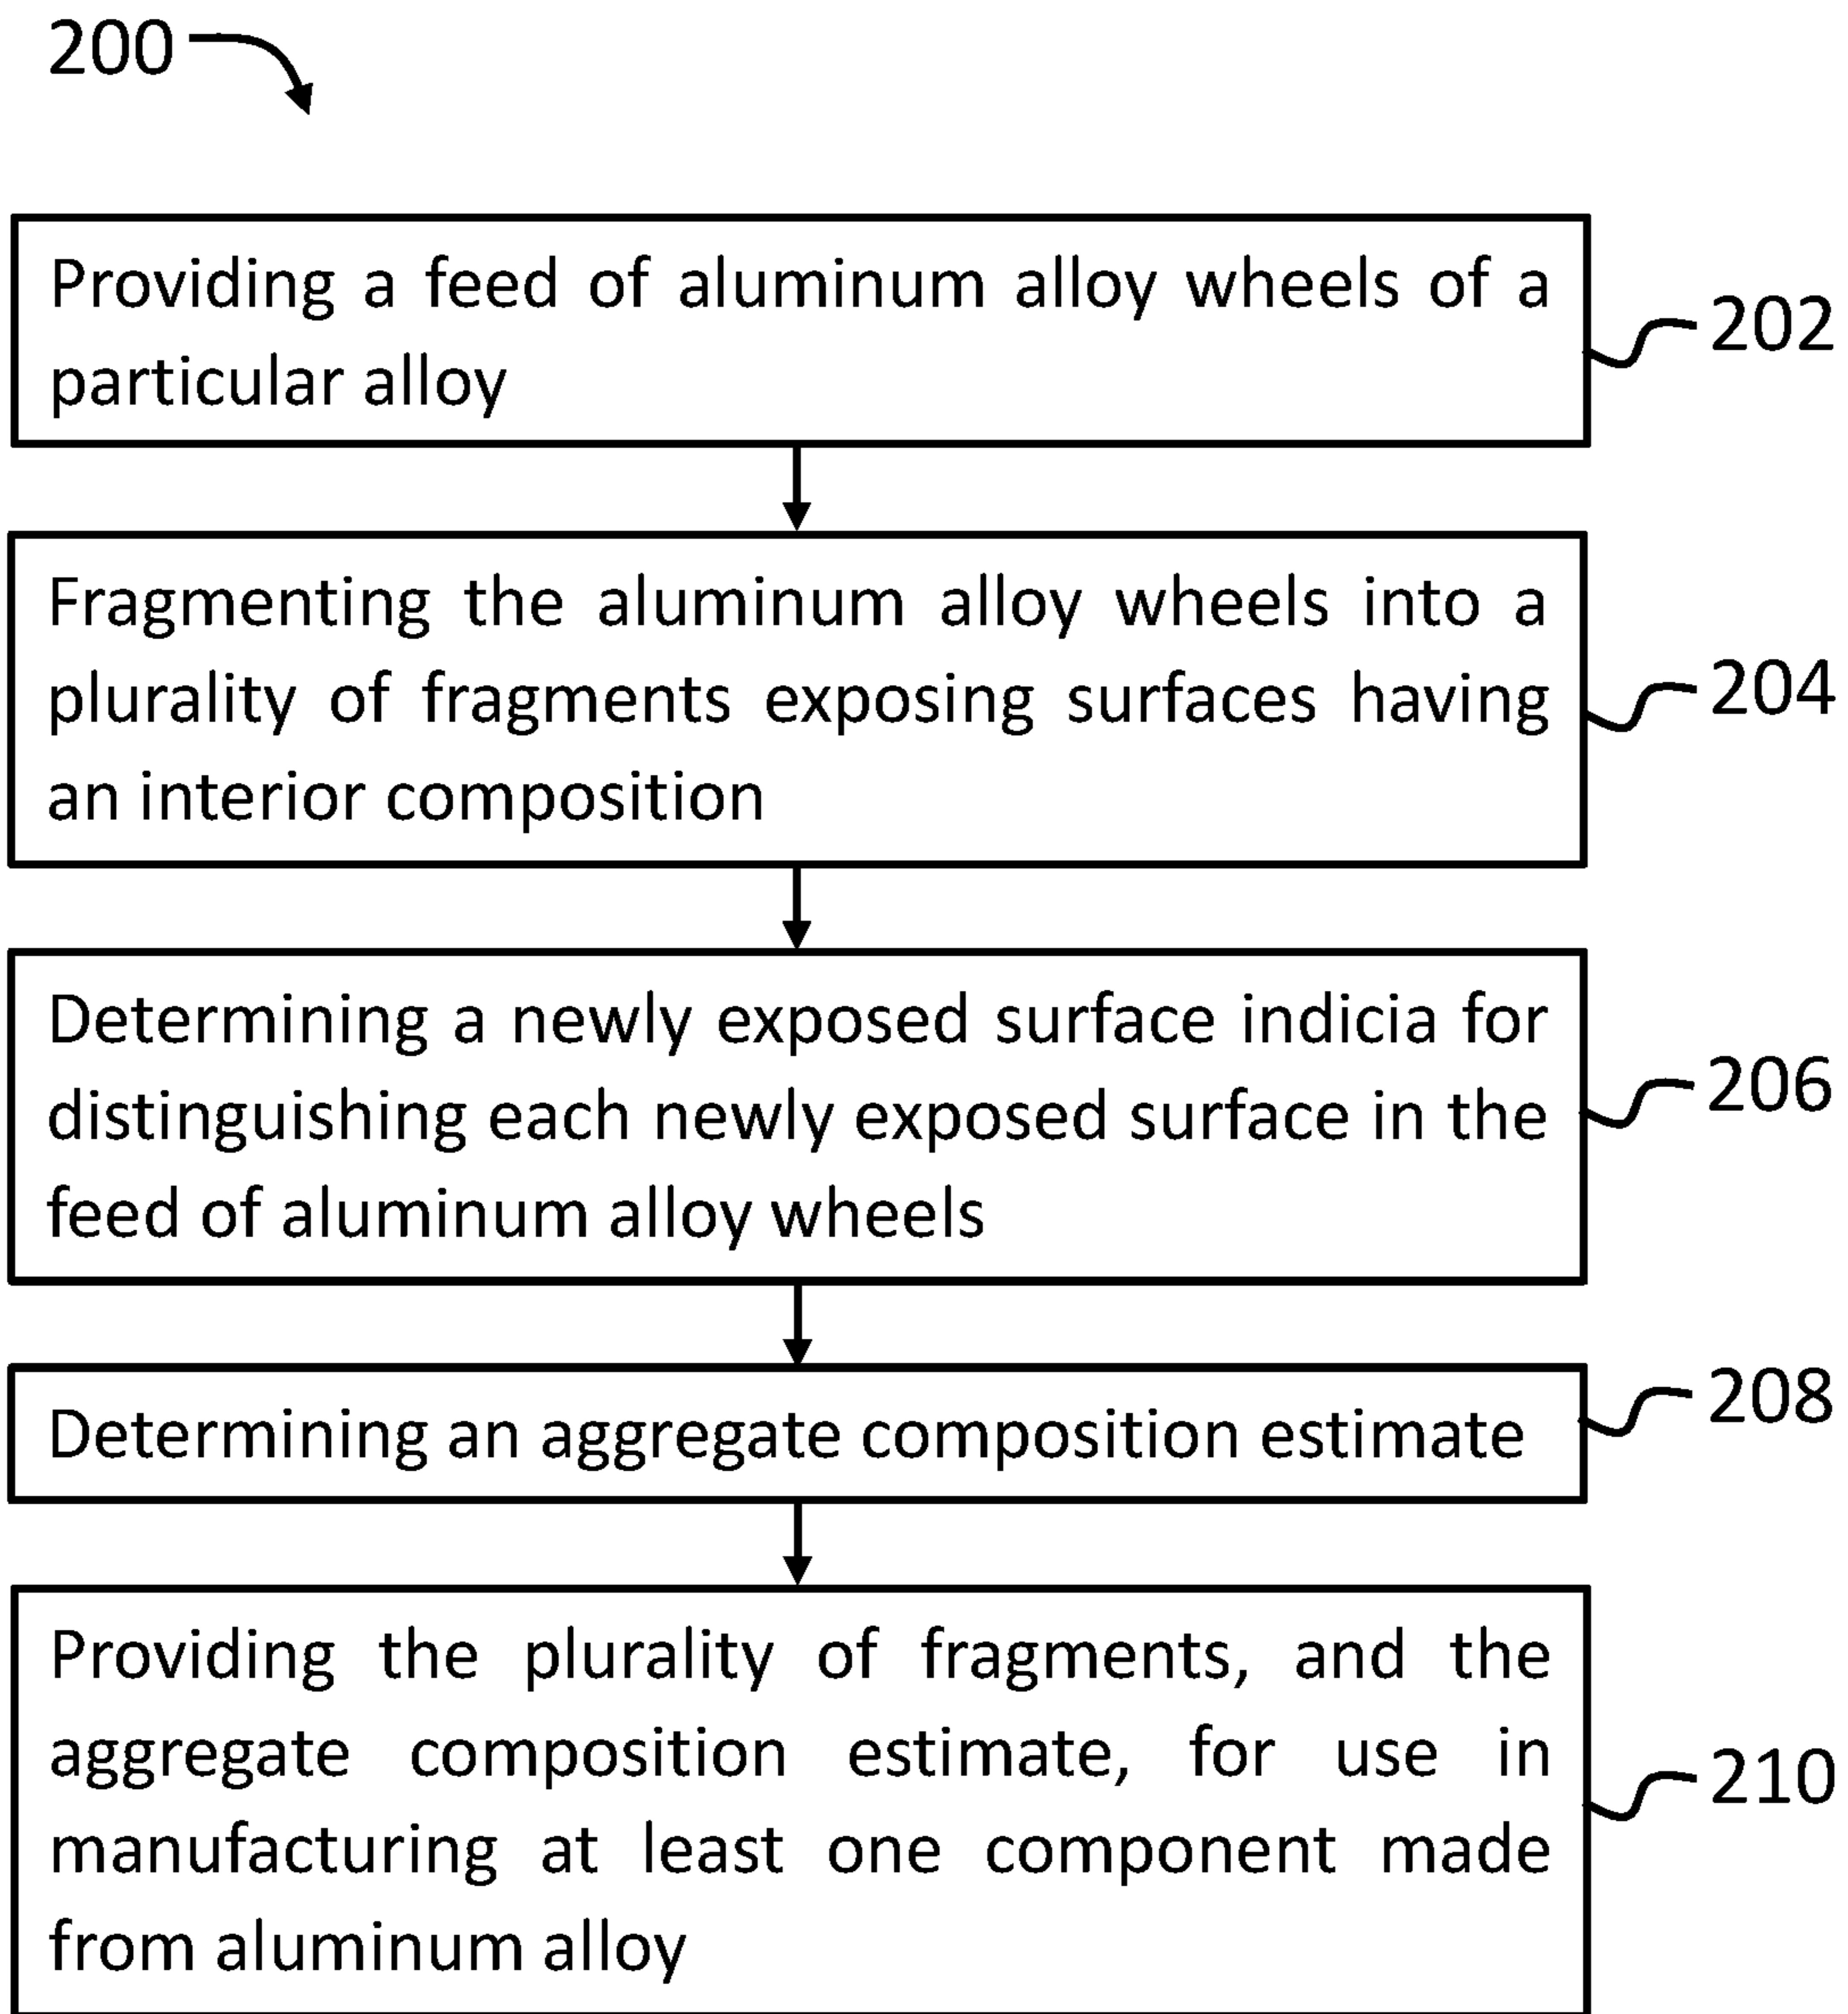 200
Providing a feed of aluminum alloy wheels of a
particular alloy
202
Fragmenting the aluminum alloy wheels into a
plurality of fragments exposing surfaces having
an interior composition
204
Determining a newly exposed surface indicia for
distinguishing each newly exposed surface in the
feed of aluminum alloy wheels
206
Determining an aggregate composition estimate
208
Providing the plurality of fragments, and the
aggregate composition estimate, for use in
manufacturing at least one component made
from aluminum alloy
210